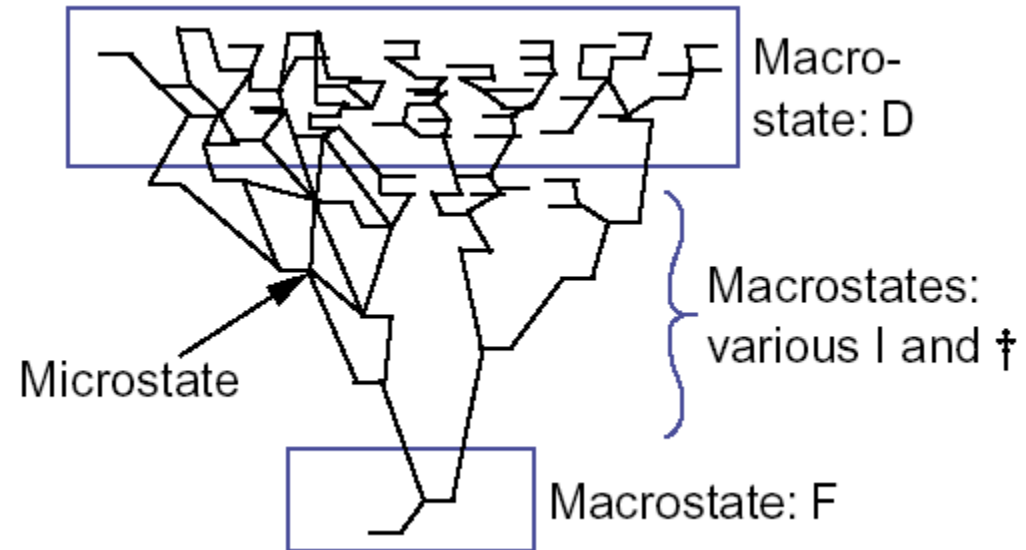 Macro-
state: D
Macrostates:
various I and ‡
Microstate
Macrostate: F